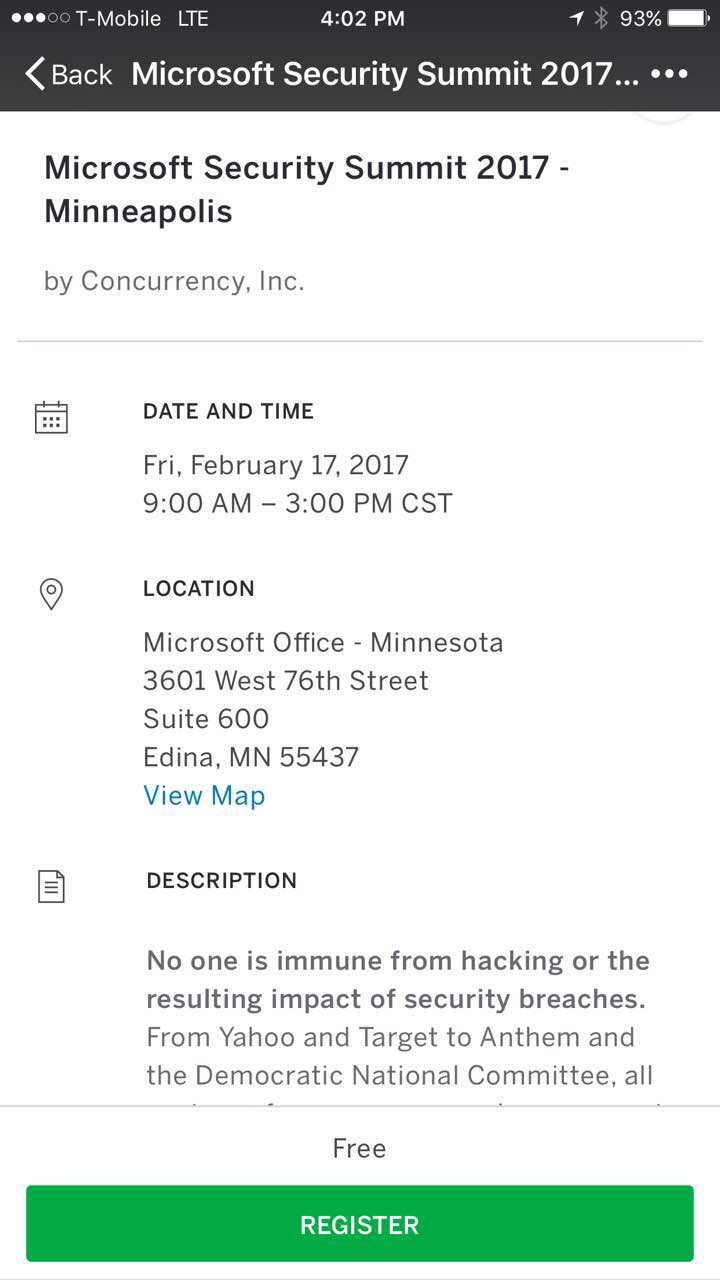 T-Mobile LTE 4:02 PM 93%
Back Microsoft Security Summit 2017...
Microsoft Security Summit 2017 -
Minneapolis
by Concurrency, Inc.
DATE AND TIME
Fri, February 17, 2017
9:00 AM – 3:00 PM CST
LOCATION
Microsoft Office - Minnesota
3601 West 76th Street
Suite 600
Edina, MN 55437
View Map
DESCRIPTION
No one is immune from hacking or the
resulting impact of security breaches.
From Yahoo and Target to Anthem and
the Democratic National Committee, all
Free
REGISTER